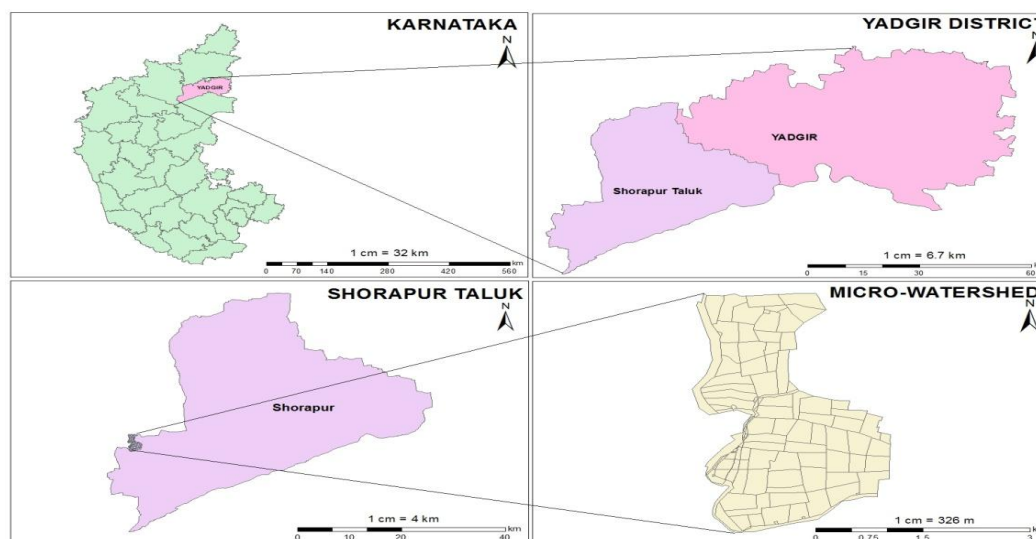 KARNATAKA
N
YADGIR
1 cm = 32 km
km
0 35 70 140 280 420 560
YADGIR DISTRICT
N
YADGIR
Shorapur Taluk
1 cm = 6.7 km
0 15 30 60
SHORAPUR TALUK
N
Shorapur
1 cm = 4 km
km
0 10 20 40
MICRO-WATERSHED
N
1 cm = 326 m
0 0.75 1.5